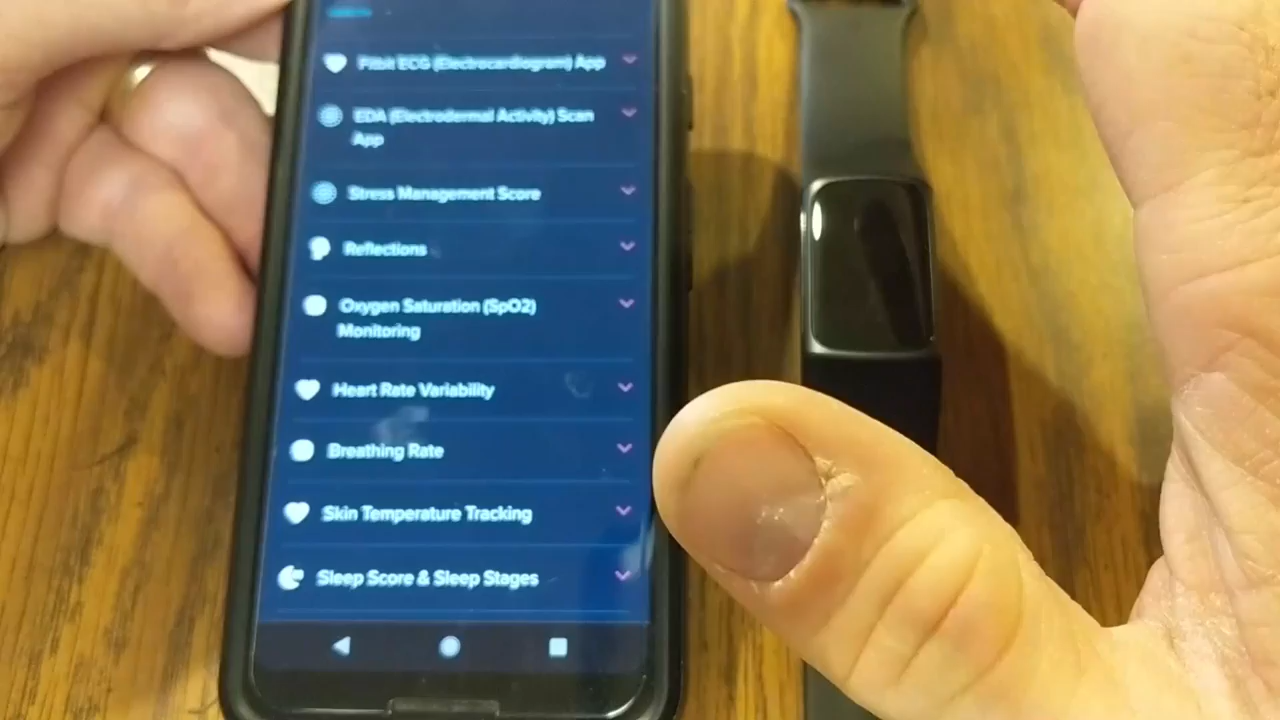 Fitbit ECG (Electrocardiogram) App
EDA (Electrodermal Activity) Scan
App
Stress Management Score
Reflections
Oxygen Saturation (SpO2)
Monitoring
Heart Rate Variability
Breathing Rate
Skin Temperature Tracking
Sleep Score & Sleep Stages